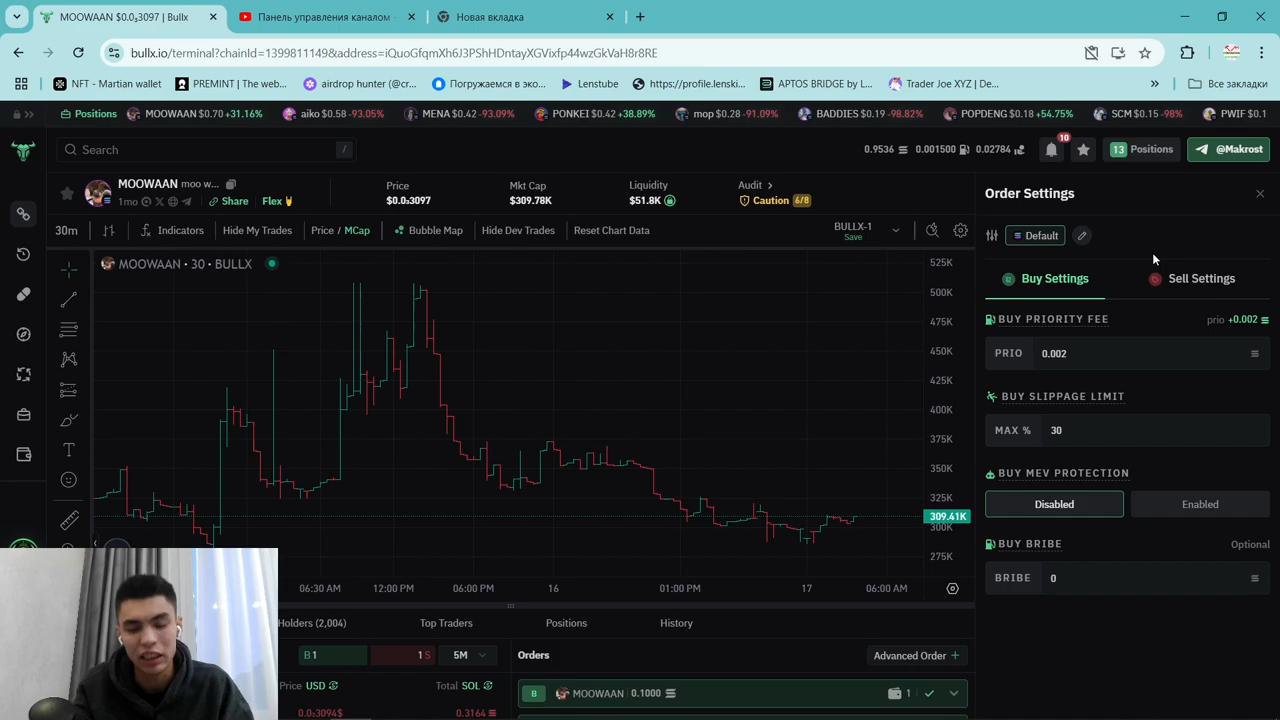 MOOWAAN $0.0₃3097 | Bullx
Панель управления каналом -
Новая вкладка
bullx.io/terminal?chainId=1399811149&address=iQuoGfqmXh6J3PShHDntayXGVixfp44wzGkVaH8r8RE
NFT - Martian wallet
PREMINT | The web...
airdrop hunter (@cr...
Погружаемся в эко...
Lenstube
https://profile.lenski...
APTOS BRIDGE by L...
Trader Joe XYZ | De...
Все закладки
Positions
MOOWAAN $0.70 +31.16%
aiko $0.58 -93.05%
MENA $0.42 -93.09%
PONKEI $0.42 +38.89%
mop $0.28 -91.09%
BADDIES $0.19 -98.82%
POPDENG $0.18 +54.75%
SCM $0.15 -98%
PWIF $0.1
Search
/
0.9536
0.001500
0.02784
10
13 Positions
@Makrost
MOOWAAN moo w...
1mo
Share
Flex
Price
$0.0₃3097
Mkt Cap
$309.78K
Liquidity
$51.8K
Audit
Caution 6/8
30m
Indicators
Hide My Trades
Price / MCap
Bubble Map
Hide Dev Trades
Reset Chart Data
BULLX-1
Save
MOOWAAN • 30 • BULLX
525K
500K
475K
450K
425K
400K
375K
350K
325K
309.41K
300K
275K
06:30 AM
12:00 PM
06:00 PM
16
01:00 PM
17
06:00 AM
Holders (2,004)
Top Traders
Positions
History
B 1
1 S
5M
Price USD
Total SOL
0.0₃3094$
0.3164
Orders
Advanced Order +
B
MOOWAAN | 0.1000
1
Order Settings
Default
Buy Settings
Sell Settings
BUY PRIORITY FEE
prio +0.002
PRIO 0.002
BUY SLIPPAGE LIMIT
MAX % 30
BUY MEV PROTECTION
Disabled
Enabled
BUY BRIBE
Optional
BRIBE 0